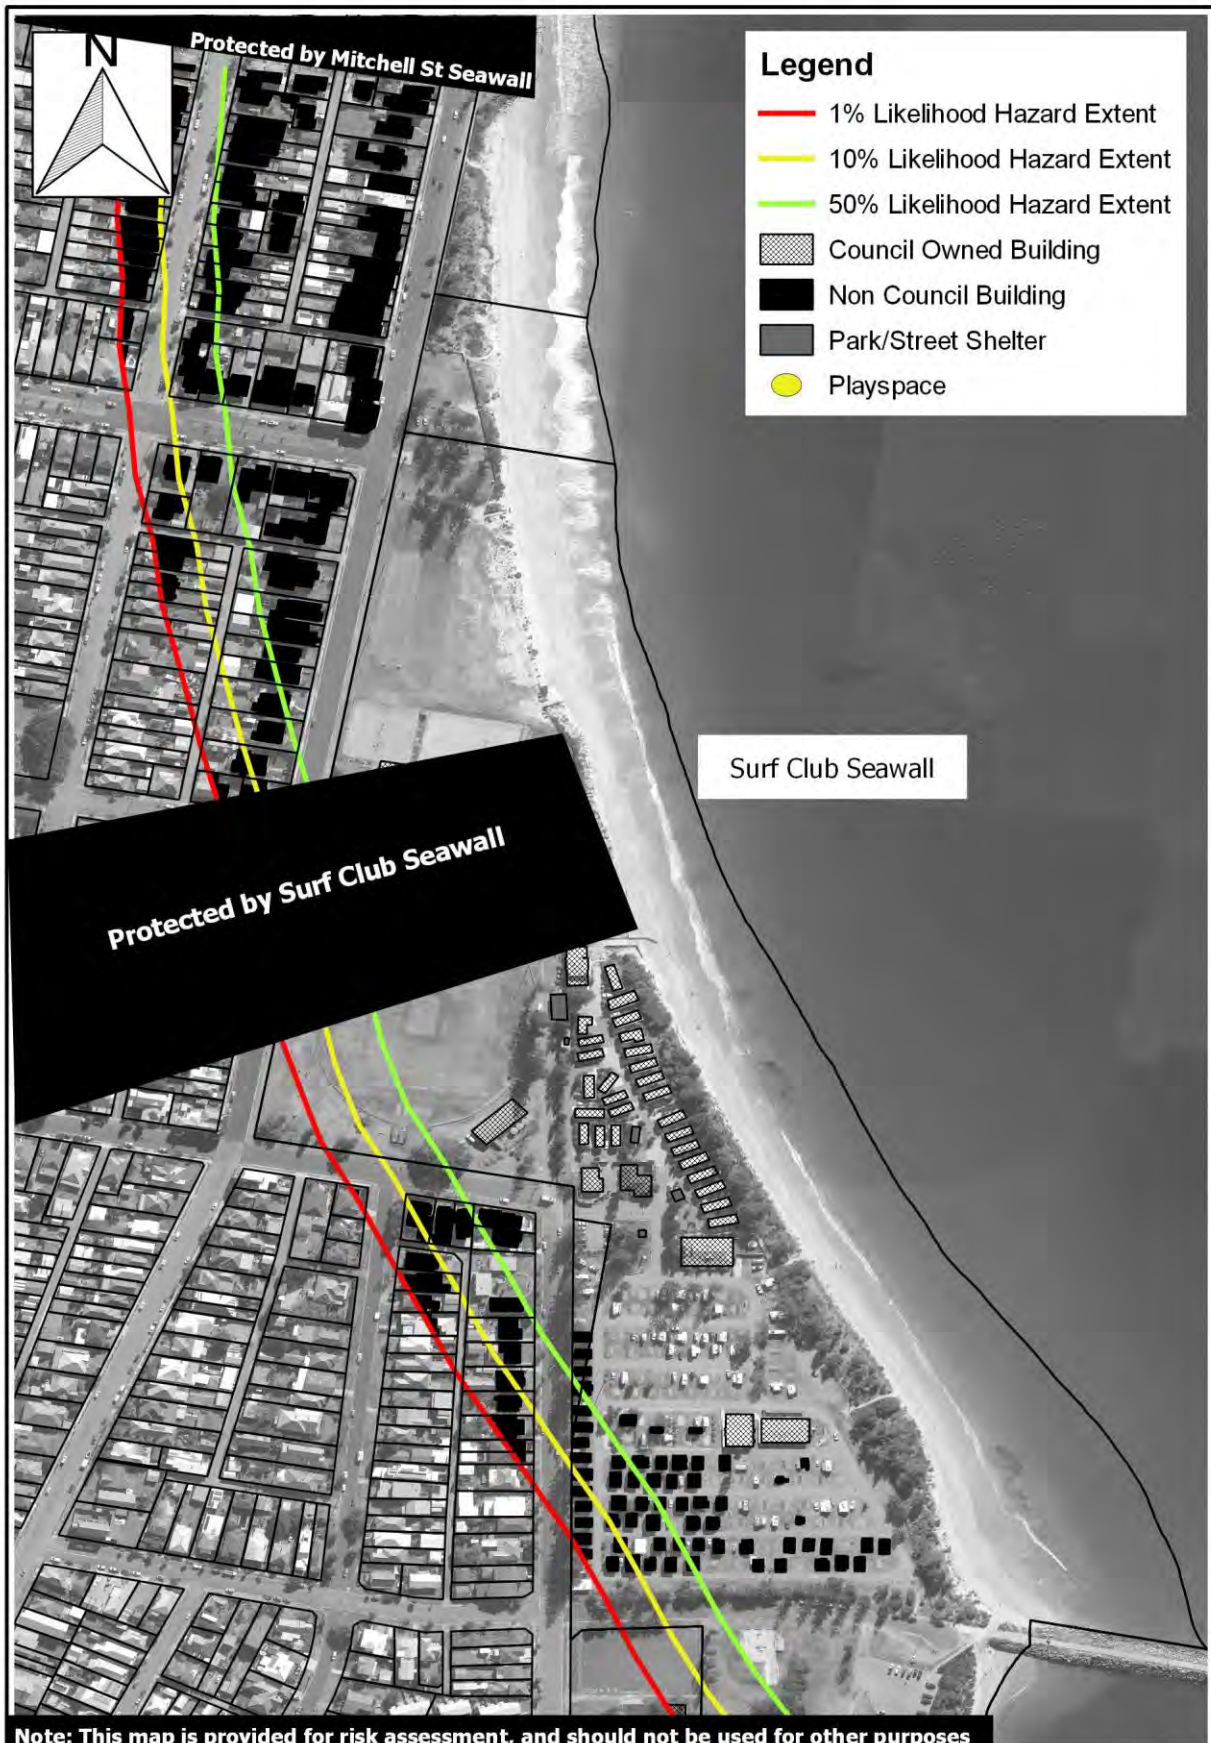 Protected by Mitchell St Seawall
N
Legend
1% Likelihood Hazard Extent
10% Likelihood Hazard Extent
50% Likelihood Hazard Extent
Council Owned Building
Non Council Building
Park/Street Shelter
Playspace
Surf Club Seawall
Protected by Surf Club Seawall
Note: This map is provided for risk assessment, and should not be used for other purposes